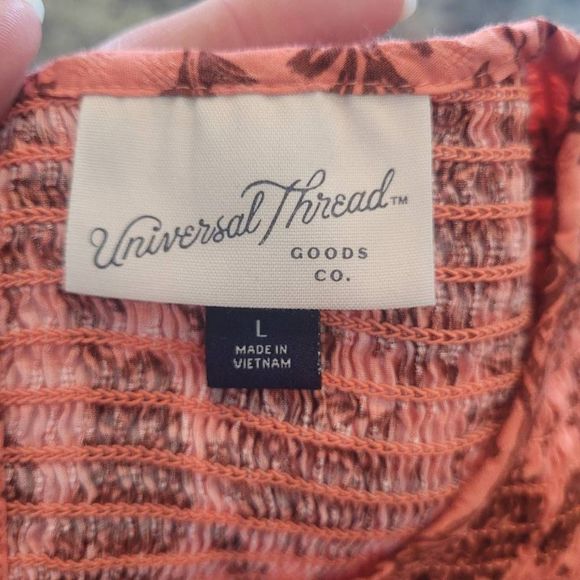 Universal Thread™
GOODS
CO.
L
MADE IN
VIETNAM